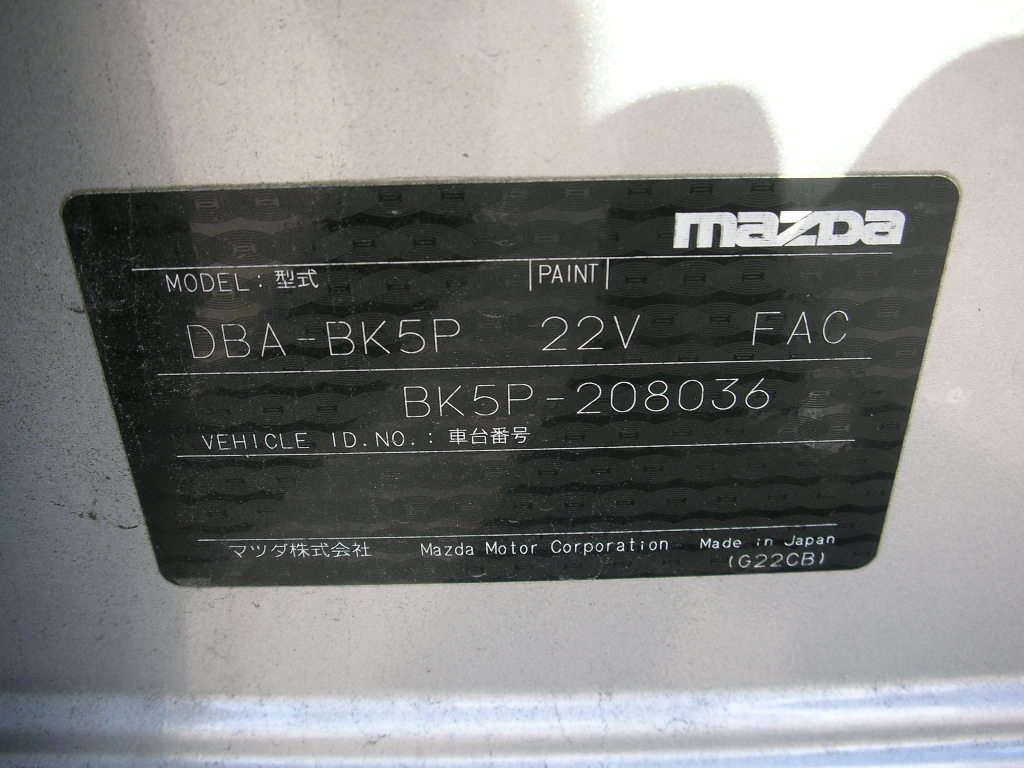 mazda
MODEL : 型式 PAINT
DBA-BK5P 22V FAC
BK5P-208036
VEHICLE ID.NO. : 車台番号
マツダ株式会社 Mazda Motor Corporation Made in Japan
(G22CB)